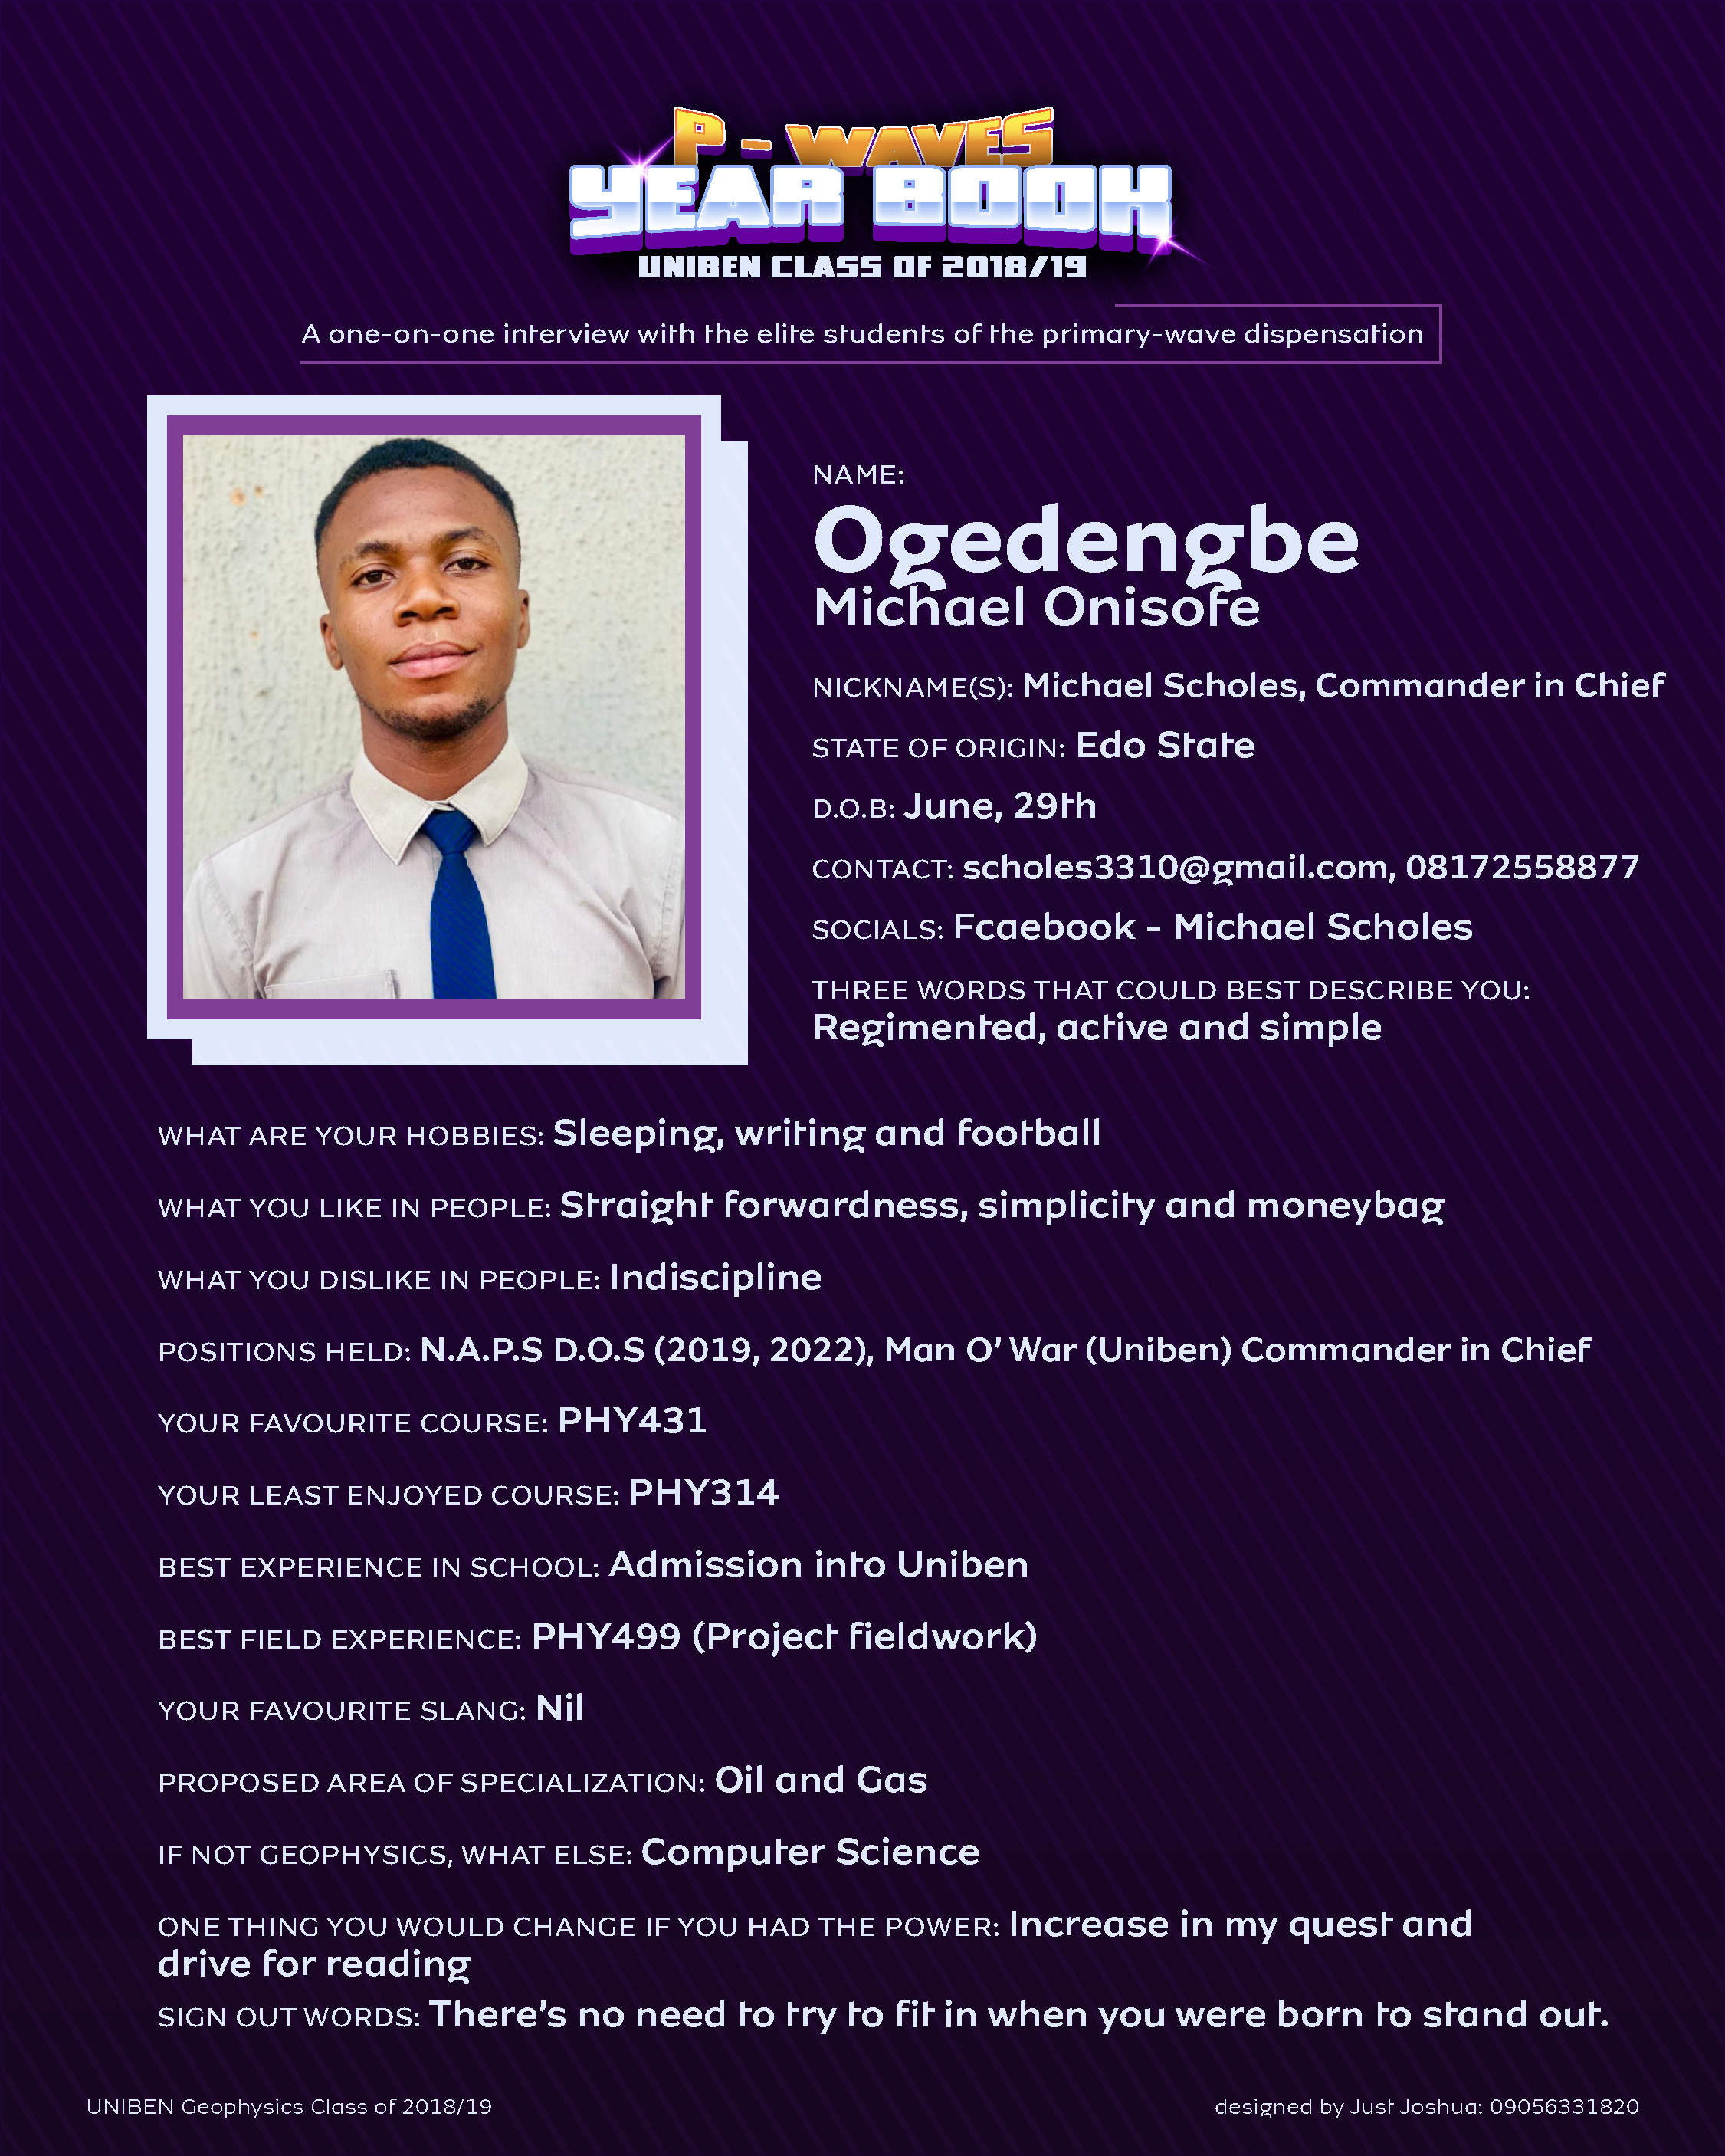 P - WAVES
YEAR BOOK
UNIBEN CLASS OF 2018/19
A one-on-one interview with the elite students of the primary-wave dispensation
NAME:
Ogedengbe
Michael Onisofe
NICKNAME(S): Michael Scholes, Commander in Chief
STATE OF ORIGIN: Edo State
D.O.B: June, 29th
CONTACT: scholes3310@gmail.com, 08172558877
SOCIALS: Fcaebook - Michael Scholes
THREE WORDS THAT COULD BEST DESCRIBE YOU:
Regimented, active and simple
WHAT ARE YOUR HOBBIES: Sleeping, writing and football
WHAT YOU LIKE IN PEOPLE: Straight forwardness, simplicity and moneybag
WHAT YOU DISLIKE IN PEOPLE: Indiscipline
POSITIONS HELD: N.A.P.S D.O.S (2019, 2022), Man O’ War (Uniben) Commander in Chief
YOUR FAVOURITE COURSE: PHY431
YOUR LEAST ENJOYED COURSE: PHY314
BEST EXPERIENCE IN SCHOOL: Admission into Uniben
BEST FIELD EXPERIENCE: PHY499 (Project fieldwork)
YOUR FAVOURITE SLANG: Nil
PROPOSED AREA OF SPECIALIZATION: Oil and Gas
IF NOT GEOPHYSICS, WHAT ELSE: Computer Science
ONE THING YOU WOULD CHANGE IF YOU HAD THE POWER: Increase in my quest and
drive for reading
SIGN OUT WORDS: There’s no need to try to fit in when you were born to stand out.
UNIBEN Geophysics Class of 2018/19
designed by Just Joshua: 09056331820